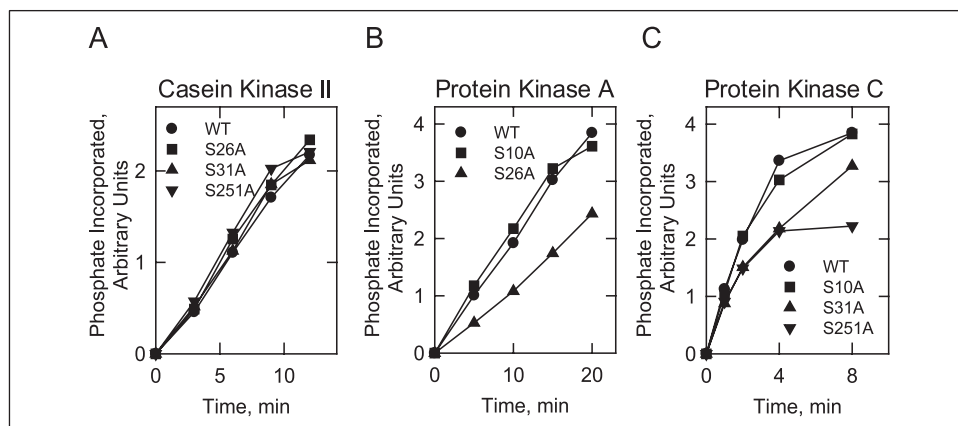 A
B
C
Casein Kinase II
Protein Kinase A
Protein Kinase C
Phosphate Incorporated,
Arbitrary Units
2
1
0
WT
S26A
S31A
S251A
0
5
10
Time, min
Phosphate Incorporated,
Arbitrary Units
4
3
2
1
0
WT
S10A
S26A
0
10
20
Time, min
Phosphate Incorporated,
Arbitrary Units
4
3
2
1
0
WT
S10A
S31A
S251A
0
4
8
Time, min